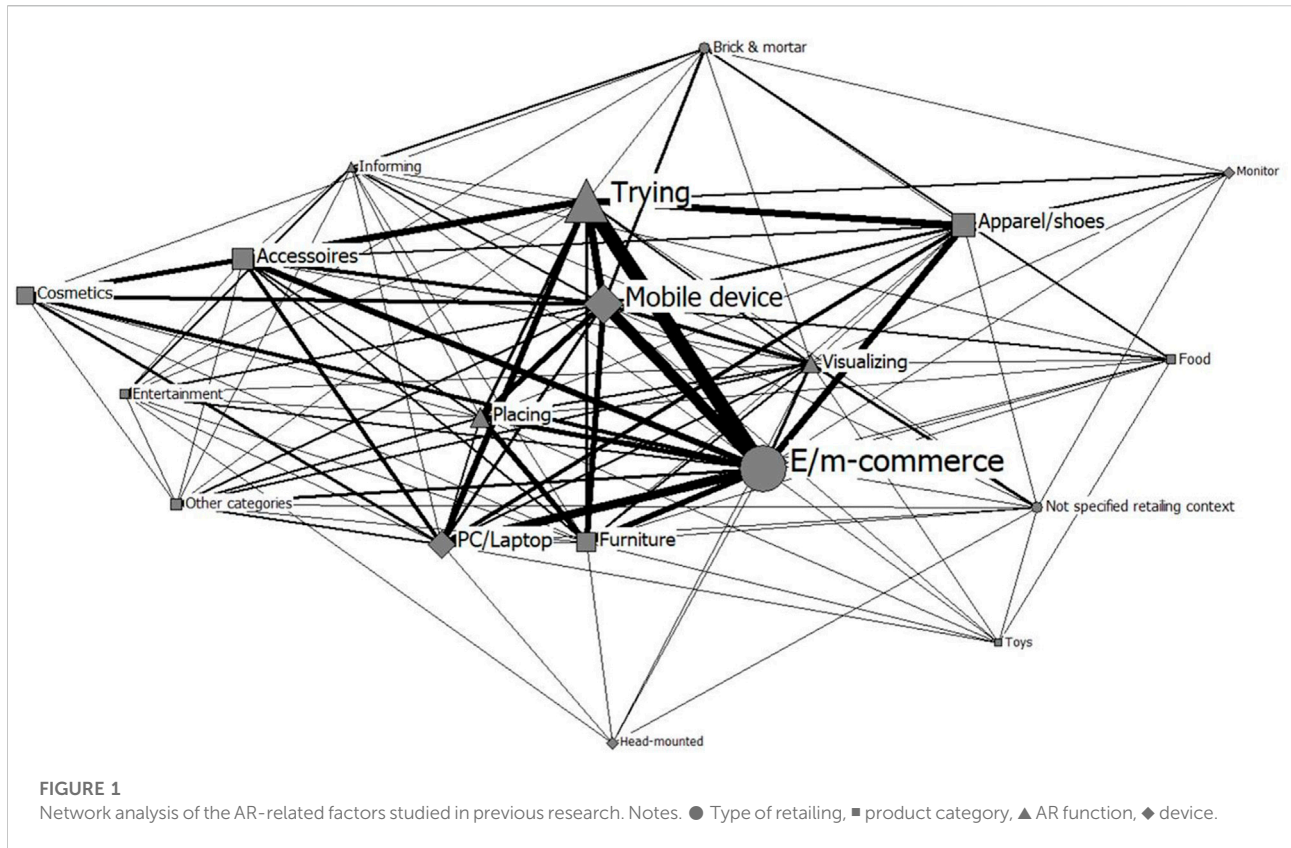 Brick & mortar
Informing
Monitor
Trying
Apparel/shoes
Accessoires
Cosmetics
Mobile device
Visualizing
Food
Entertainment
Placing
E/m-commerce
Other categories
Not specified retailing context
PC/Laptop
Furniture
Toys
Head-mounted
FIGURE 1
Network analysis of the AR-related factors studied in previous research. Notes. ● Type of retailing, ■ product category, ▲ AR function, ◆ device.